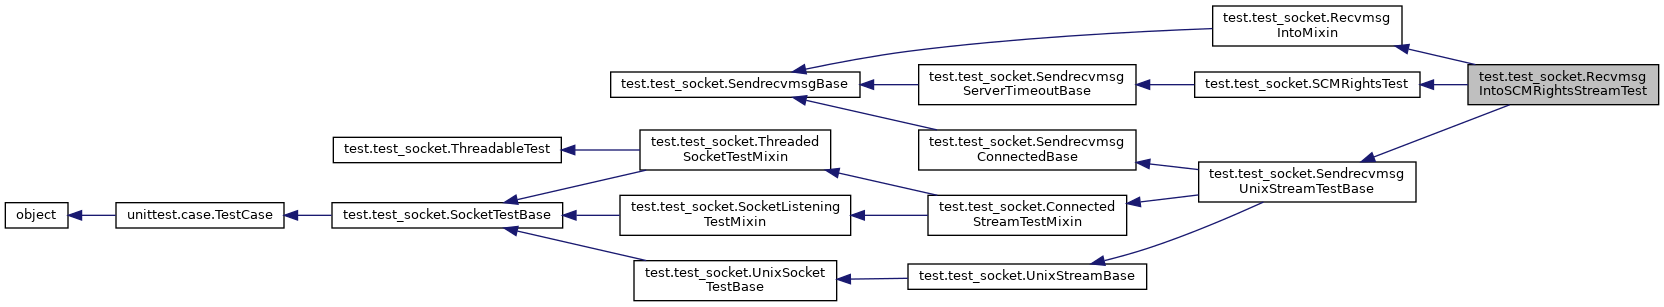 test.test_socket.Recvmsg
IntoMixin
test.test_socket.SendrecvmsgBase
test.test_socket.Sendrecvmsg
ServerTimeoutBase
test.test_socket.SCMRightsTest
test.test_socket.Recvmsg
IntoSCMRightsStreamTest
test.test_socket.ThreadableTest
test.test_socket.Threaded
SocketTestMixin
test.test_socket.Sendrecvmsg
ConnectedBase
test.test_socket.Sendrecvmsg
UnixStreamTestBase
object
unittest.case.TestCase
test.test_socket.SocketTestBase
test.test_socket.SocketListening
TestMixin
test.test_socket.Connected
StreamTestMixin
test.test_socket.UnixSocket
TestBase
test.test_socket.UnixStreamBase